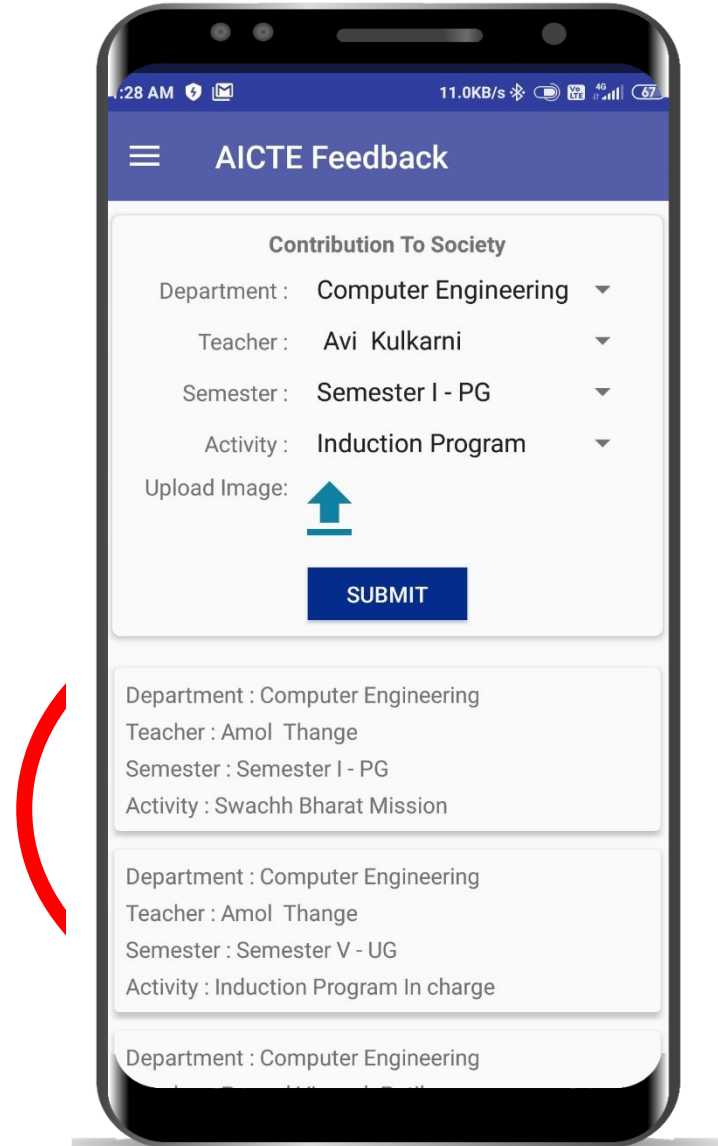 :28 AM 11.0KB/s VoLTE 4G 67
AICTE Feedback
Contribution To Society
Department : Computer Engineering
Teacher : Avi Kulkarni
Semester : Semester I - PG
Activity : Induction Program
Upload Image:
SUBMIT
Department : Computer Engineering
Teacher : Amol Thange
Semester : Semester I - PG
Activity : Swachh Bharat Mission
Department : Computer Engineering
Teacher : Amol Thange
Semester : Semester V - UG
Activity : Induction Program In charge
Department : Computer Engineering